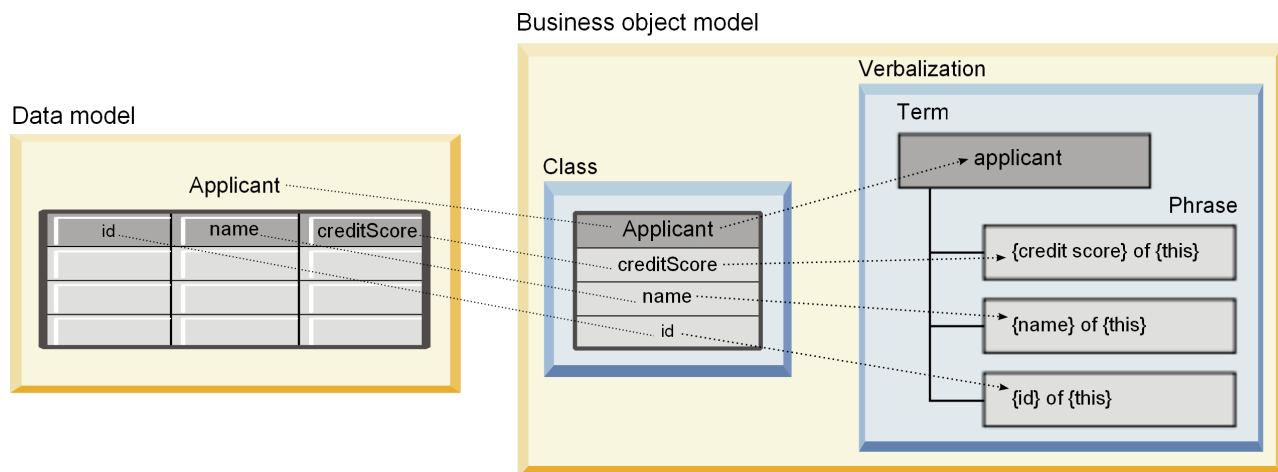 Business object model
Verbalization
Data model
Term
applicant
Class
Applicant
Phrase
id
name
creditScore
Applicant
{credit score} of {this}
creditScore
name
{name} of {this}
id
{id} of {this}